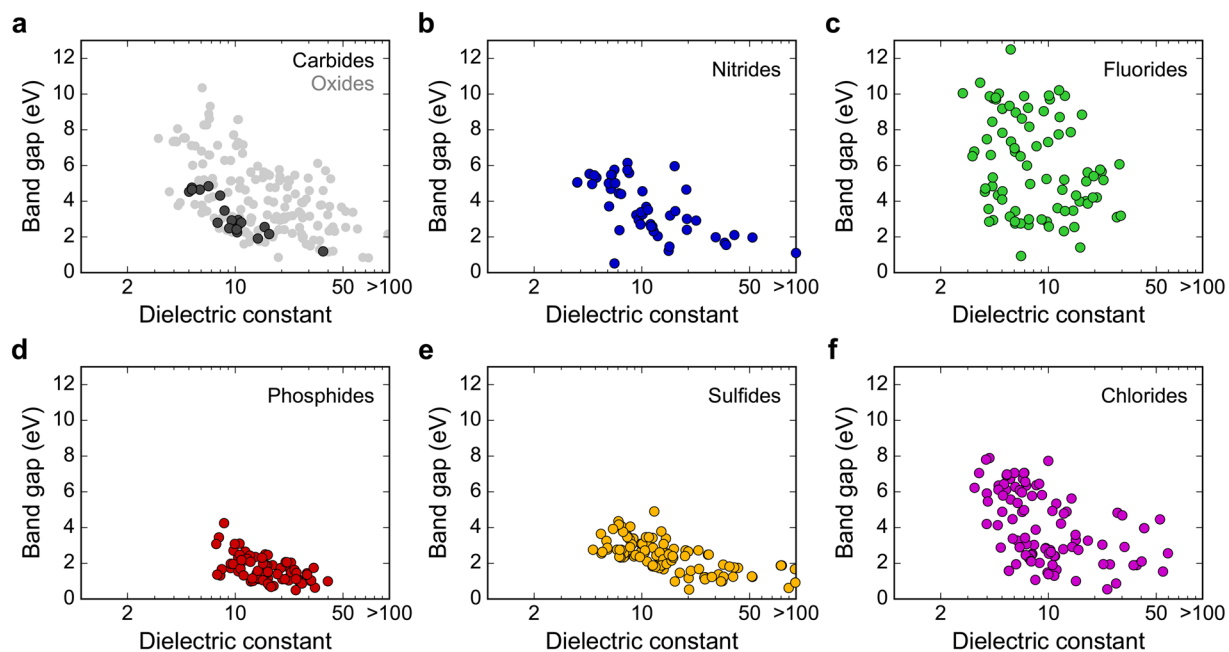 a
12
10
8
6
4
2
0
Band gap (eV)
Carbides
Oxides
2
10
50
>100
Dielectric constant
b
12
10
8
6
4
2
0
Band gap (eV)
Nitrides
2
10
50
>100
Dielectric constant
c
12
10
8
6
4
2
0
Band gap (eV)
Fluorides
2
10
50
>100
Dielectric constant
d
12
10
8
6
4
2
0
Band gap (eV)
Phosphides
2
10
50
>100
Dielectric constant
e
12
10
8
6
4
2
0
Band gap (eV)
Sulfides
2
10
50
>100
Dielectric constant
f
12
10
8
6
4
2
0
Band gap (eV)
Chlorides
2
10
50
>100
Dielectric constant